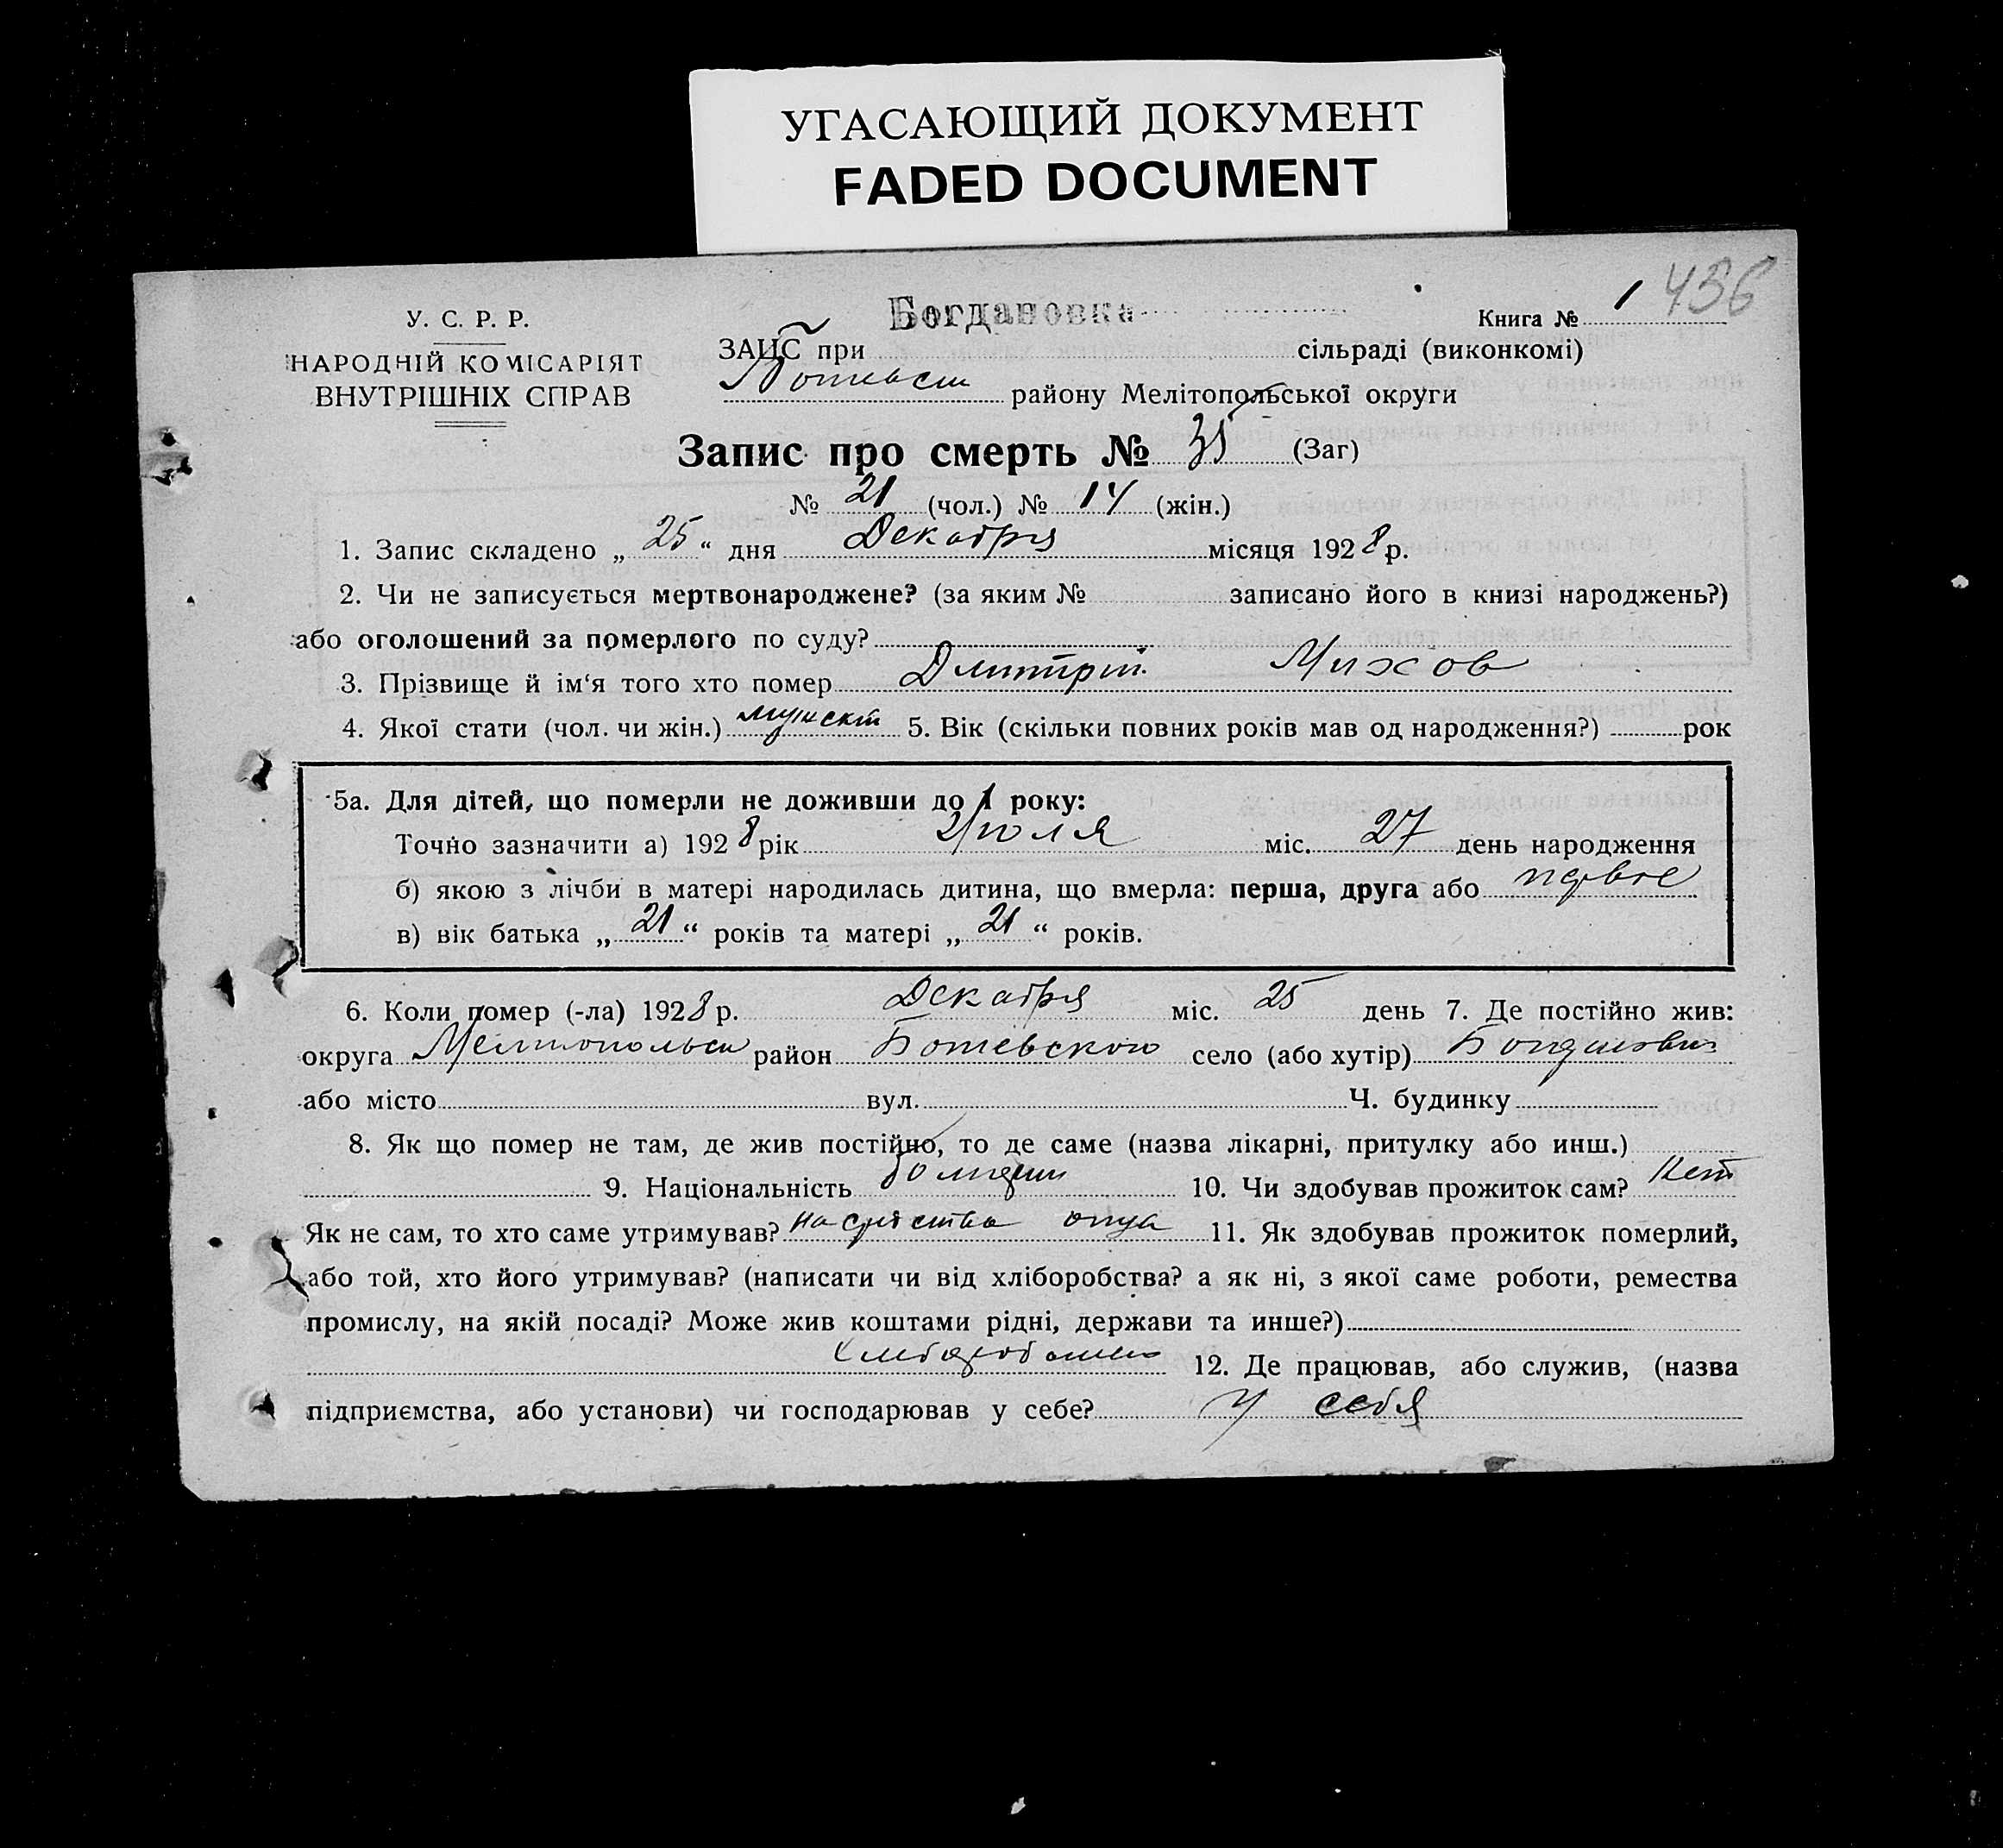 УГАСАЮЩИЙ ДОКУМЕНТ
FADED DOCUMENT
1 436
У. С. Р. Р.
НАРОДНІЙ КОМІСАРІЯТ
ВНУТРІШНІХ СПРАВ
Богдановка
Книга №
ЗАЦС при сільраді (виконкомі)
району Мелітопольської округи
Запис про смерть № 35 (Заг)
№ 21 (чол.) № 14 (жін.)
1. Запис складено „ 25 “ дня Декабря місяця 1928 р.
2. Чи не записується мертвонароджене? (за яким № записано його в книзі народжень?)
або оголошений за померлого по суду?
3. Прізвище й ім‘я того хто помер Дмитрий Михов
4. Якої стати (чол. чи жін.) мужскій 5. Вік (скільки повних років мав од народження?) рок
5а. Для дітей, що померли не доживши до 1 року:
Точно зазначити а) 1928 рік Июля міс. 27 день народження
б) якою з лічби в матері народилась дитина, що вмерла: перша, друга або первое
в) вік батька „ 21 “ років та матері „ 21 “ років.
6. Коли помер (-ла) 1928 р. Декабря міс. 25 день 7. Де постійно жив:
округа Мелитопольск район Ботевского село (або хутір) Богдановка
або місто вул. Ч. будинку
8. Як що помер не там, де жив постійно, то де саме (назва лікарні, притулку або инш.)
9. Національність 10. Чи здобував прожиток сам? Нет
Як не сам, то хто саме утримував? на средства отца 11. Як здобував прожиток померлий,
або той, хто його утримував? (написати чи від хліборобства? а як ні, з якої саме роботи, ремества
промислу, на якій посаді? Може жив коштами рідні, держави та инше?)
12. Де працював, або служив, (назва
підприємства, або установи) чи господарював у себе? У себя